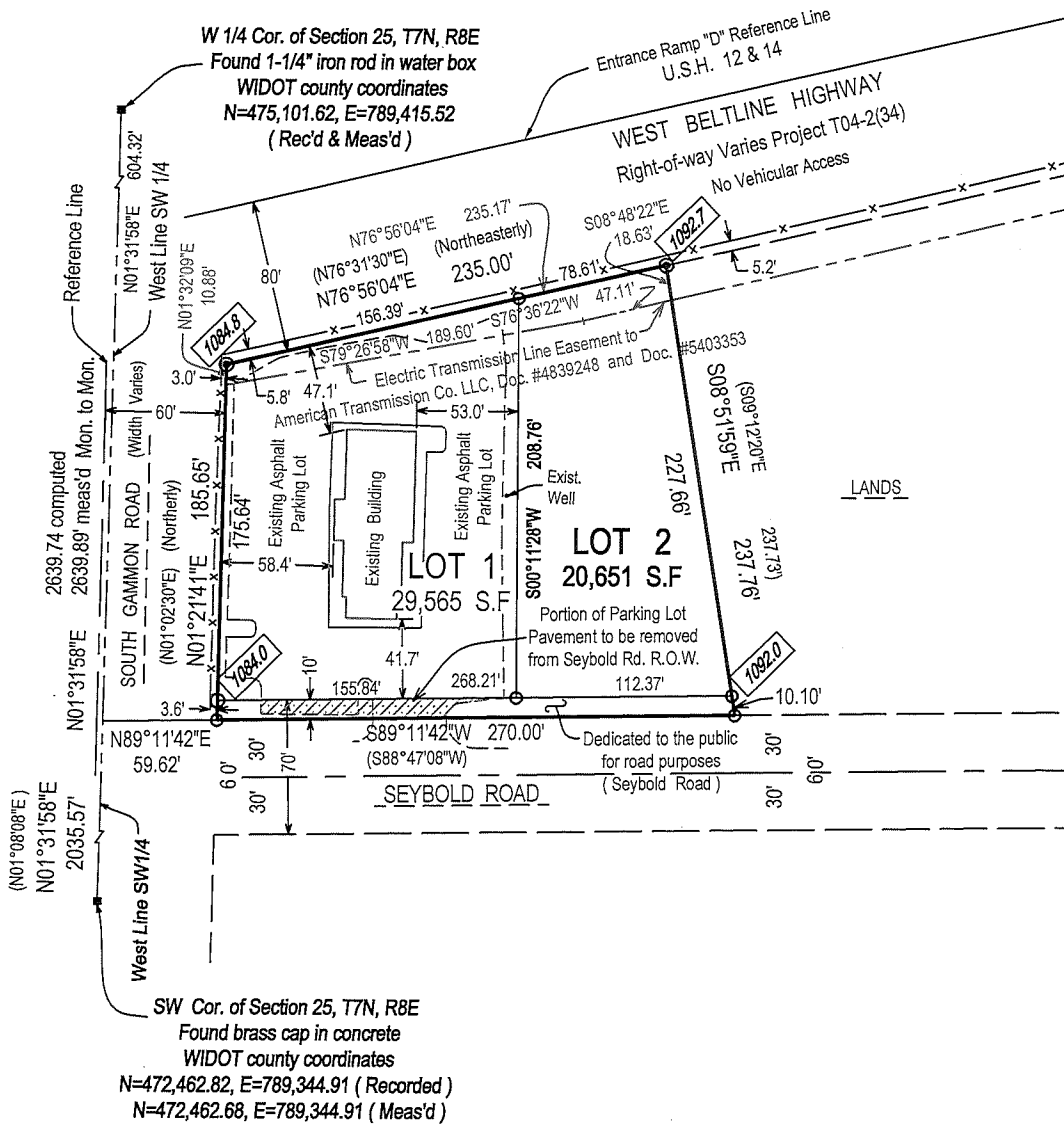 W 1/4 Cor. of Section 25, T7N, R8E
Found 1-1/4" iron rod in water box
WIDOT county coordinates
N=475,101.62, E=789,415.52
( Rec'd & Meas'd )
Entrance Ramp "D" Reference Line
U.S.H. 12 & 14
WEST BELTLINE HIGHWAY
Right-of-way Varies Project T04-2(34)
No Vehicular Access
604.32
N01°31'58"E
West Line SW 1/4
Reference Line
N01°32'09"E
10.88'
80'
N76°56'04"E 235.17'
(N76°31'30"E) (Northeasterly)
N76°56'04"E 235.00'
S08°48'22"E
18.63'
1092.7
5.2'
156.39'
78.61'
47.11'
1084.8
S79°26'58"W
189.60'
S76°36'22"W
3.0'
5.8'
47.1'
60'
Electric Transmission Line Easement to
American Transmission Co. LLC, Doc. #4839248 and Doc. #5403353
53.0'
2639.74 computed
2639.89' meas'd Mon. to Mon.
SOUTH GAMMON ROAD (Width Varies)
(N01°02'30"E) (Northerly)
N01°21'41"E 185.65'
175.64'
Existing Asphalt
Parking Lot
Existing Building
Existing Asphalt
Parking Lot
58.4'
Exist.
Well
208.76'
S00°11'28"W
(S09°12'20"E
S08°51'59"E
227.66'
237.76'
237.73')
LANDS
LOT 1
29,565 S.F
LOT 2
20,651 S.F
Portion of Parking Lot
Pavement to be removed
from Seybold Rd. R.O.W.
41.7'
N01°31'58"E
1084.0
10'
155.84'
268.21'
112.37'
1092.0
10.10'
3.6'
N89°11'42"E
59.62'
S89°11'42"W 270.00'
(S88°47'08"W)
Dedicated to the public
for road purposes
( Seybold Road )
30'
60'
30'
70'
SEYBOLD ROAD
30'
60'
30'
(N01°08'08"E )
N01°31'58"E
2035.57'
West Line SW1/4
SW Cor. of Section 25, T7N, R8E
Found brass cap in concrete
WIDOT county coordinates
N=472,462.82, E=789,344.91 ( Recorded )
N=472,462.68, E=789,344.91 ( Meas'd )